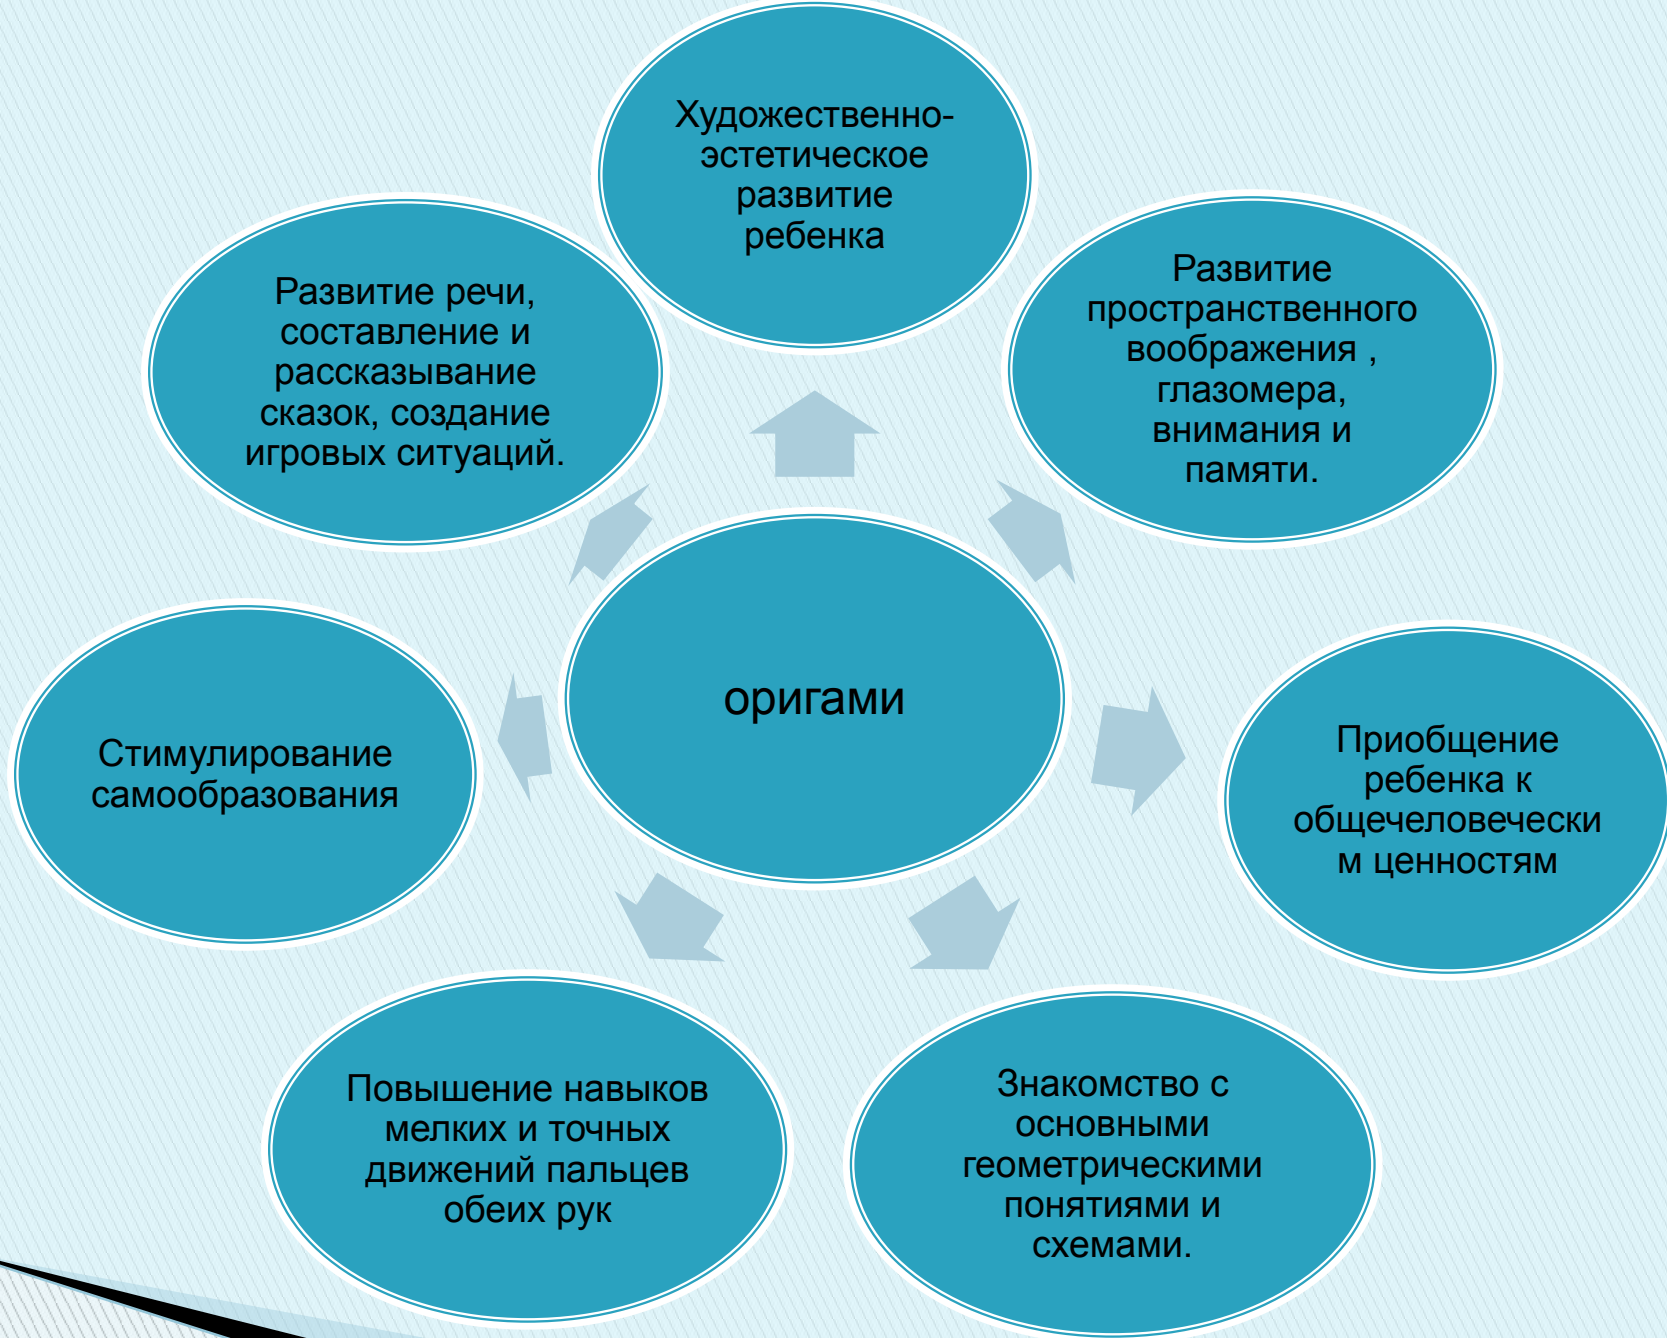 Художественно-
эстетическое
развитие
ребенка
Развитие речи,
составление и
рассказывание
сказок, создание
игровых ситуаций.
Развитие
пространственного
воображения ,
глазомера,
внимания и
памяти.
оригами
Стимулирование
самообразования
Приобщение
ребенка к
общечеловечески
м ценностям
Повышение навыков
мелких и точных
движений пальцев
обеих рук
Знакомство с
основными
геометрическими
понятиями и
схемами.